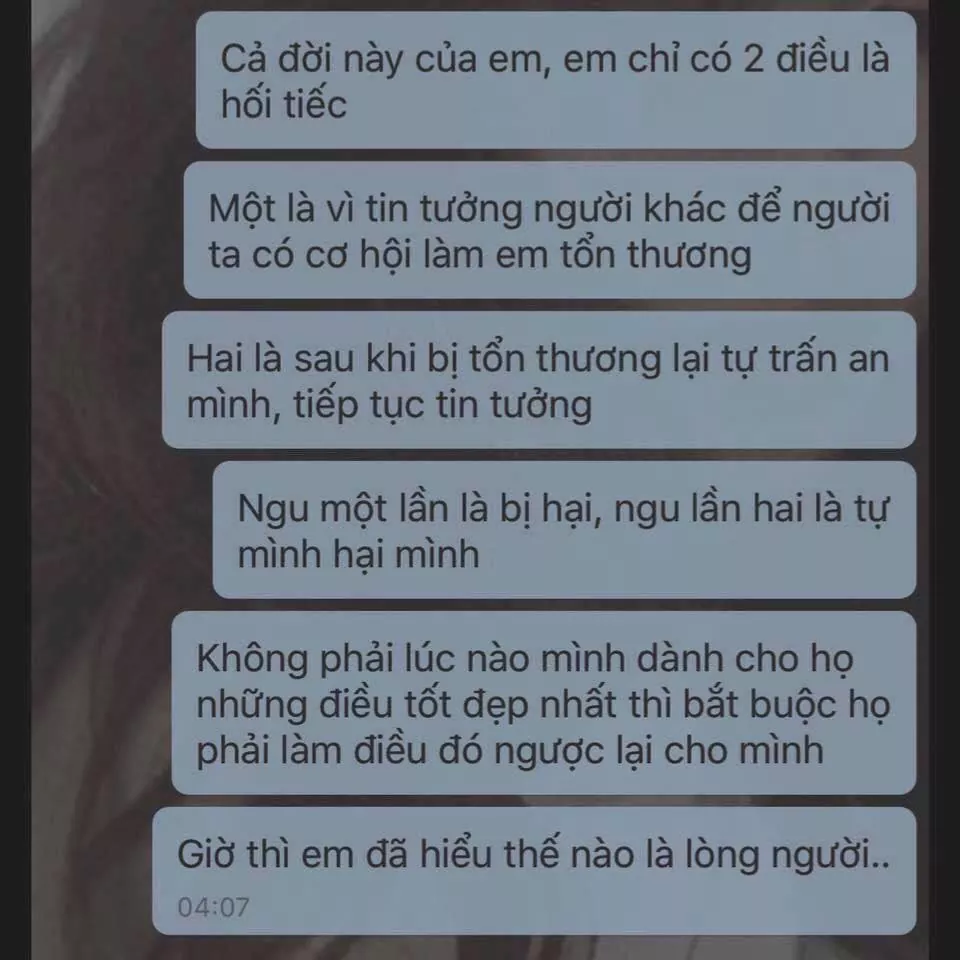 Cả đời này của em, em chỉ có 2 điều là
hối tiếc
Một là vì tin tưởng người khác để người
ta có cơ hội làm em tổn thương
Hai là sau khi bị tổn thương lại tự trấn an
mình, tiếp tục tin tưởng
Ngu một lần là bị hại, ngu lần hai là tự
mình hại mình
Không phải lúc nào mình dành cho họ
những điều tốt đẹp nhất thì bắt buộc họ
phải làm điều đó ngược lại cho mình
Giờ thì em đã hiểu thế nào là lòng người..
04:07